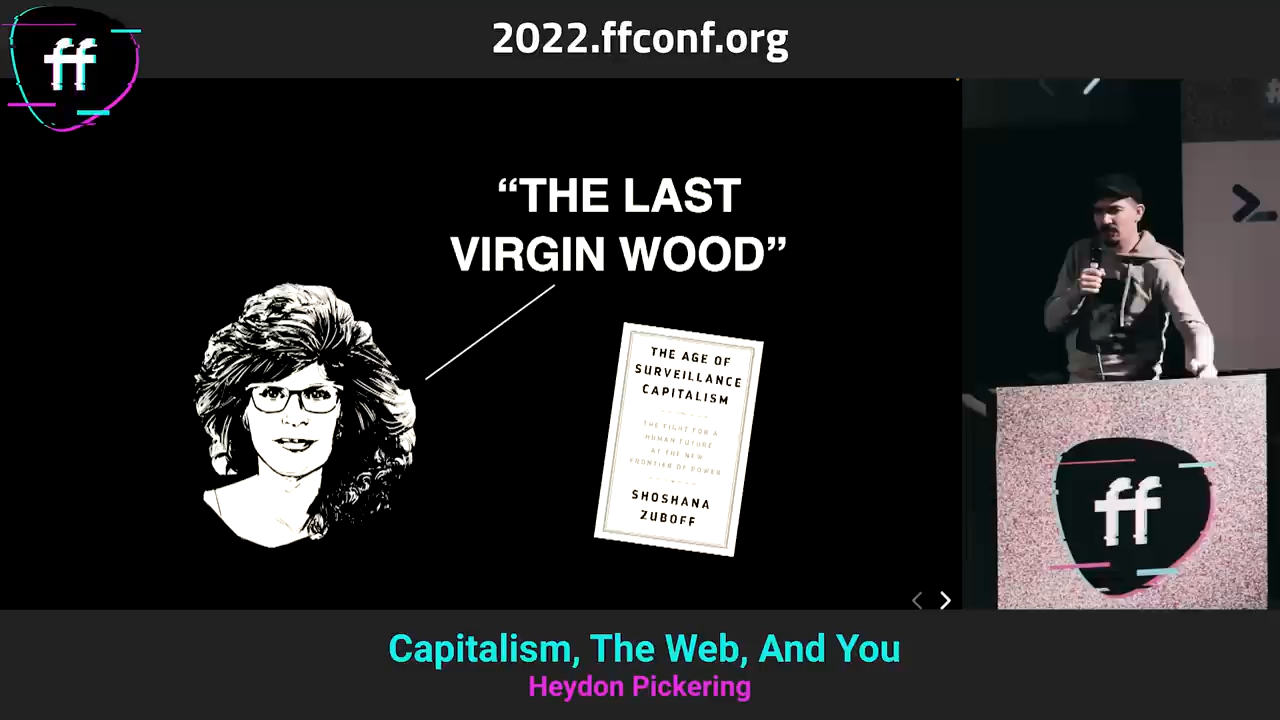 2022.ffconf.org
ff
“THE LAST
VIRGIN WOOD”
THE AGE OF
SURVEILLANCE
CAPITALISM
THE FIGHT FOR A
HUMAN FUTURE
AT THE NEW
FRONTIER OF POWER
SHOSHANA
ZUBOFF
ff
Capitalism, The Web, And You
Heydon Pickering